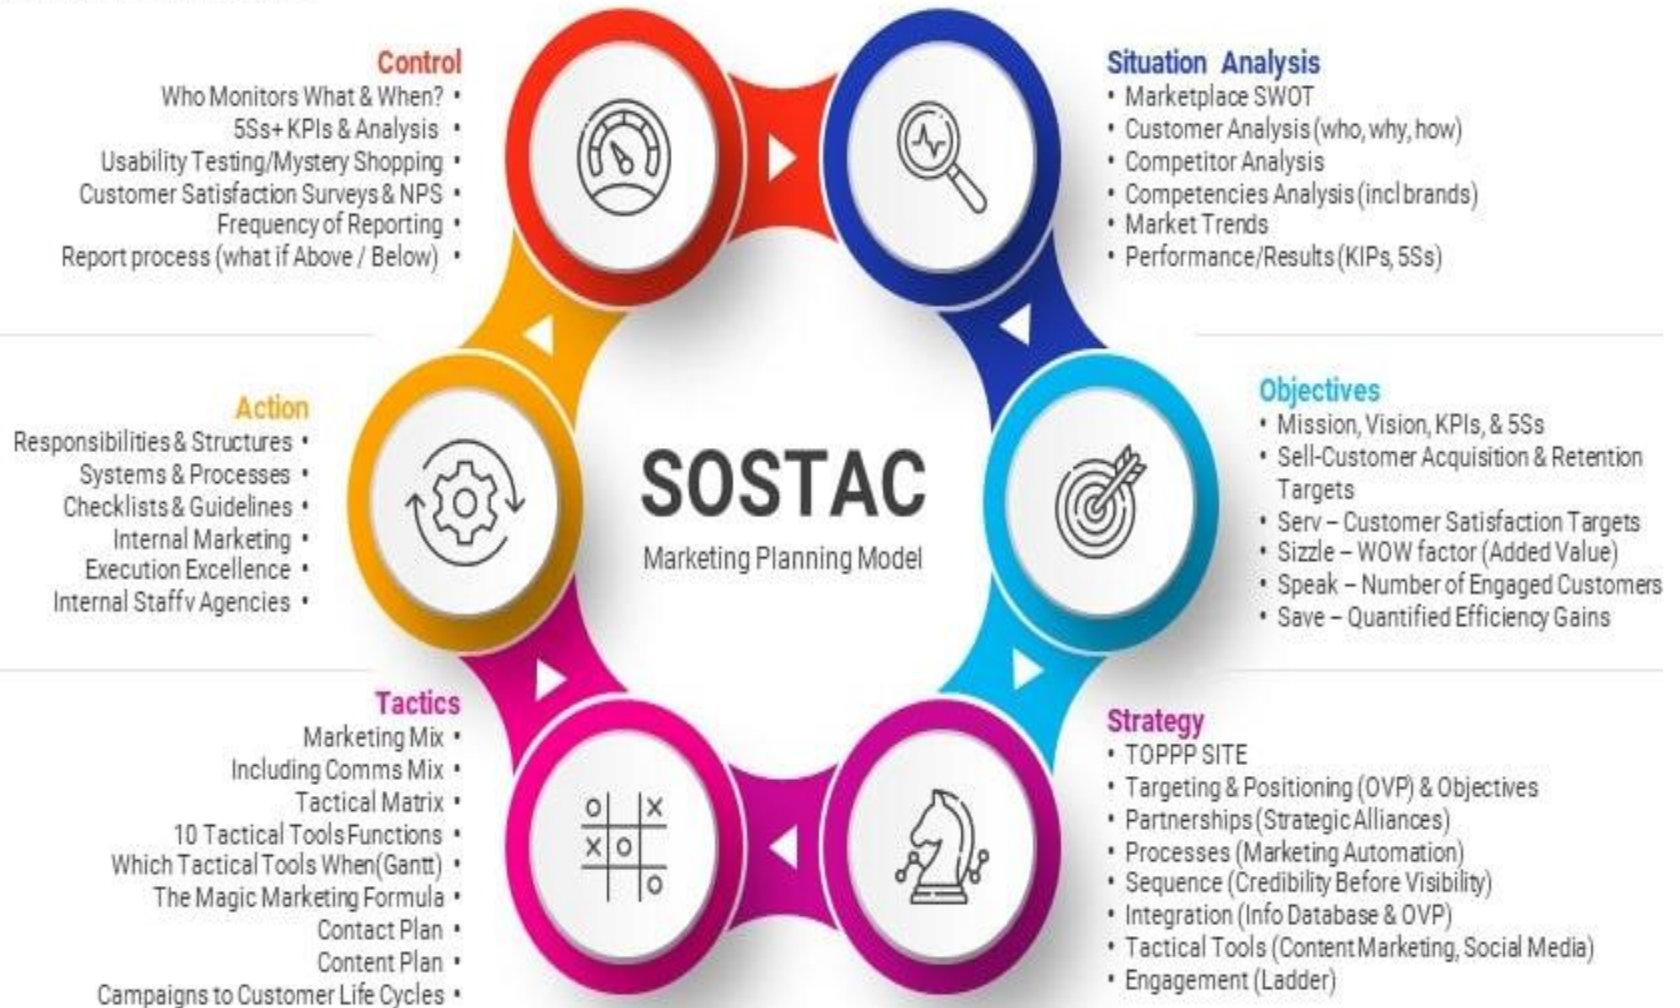 Control
Who Monitors What & When? •
5Ss+ KPIs & Analysis •
Usability Testing/Mystery Shopping •
Customer Satisfaction Surveys & NPS •
Frequency of Reporting •
Report process (what if Above / Below) •
Situation Analysis
• Marketplace SWOT
• Customer Analysis (who, why, how)
• Competitor Analysis
• Competencies Analysis (incl brands)
• Market Trends
• Performance/Results (KIPs, 5Ss)
Action
Responsibilities & Structures •
Systems & Processes •
Checklists & Guidelines •
Internal Marketing •
Execution Excellence •
Internal Staff v Agencies •
SOSTAC
Marketing Planning Model
Objectives
• Mission, Vision, KPIs, & 5Ss
• Sell-Customer Acquisition & Retention
Targets
• Serv – Customer Satisfaction Targets
• Sizzle – WOW factor (Added Value)
• Speak – Number of Engaged Customers
• Save – Quantified Efficiency Gains
Tactics
Marketing Mix •
Including Comms Mix •
Tactical Matrix •
10 Tactical Tools Functions •
Which Tactical Tools When(Gantt) •
The Magic Marketing Formula •
Contact Plan •
Content Plan •
Campaigns to Customer Life Cycles •
Strategy
• TOPPP SITE
• Targeting & Positioning (OVP) & Objectives
• Partnerships (Strategic Alliances)
• Processes (Marketing Automation)
• Sequence (Credibility Before Visibility)
• Integration (Info Database & OVP)
• Tactical Tools (Content Marketing, Social Media)
• Engagement (Ladder)